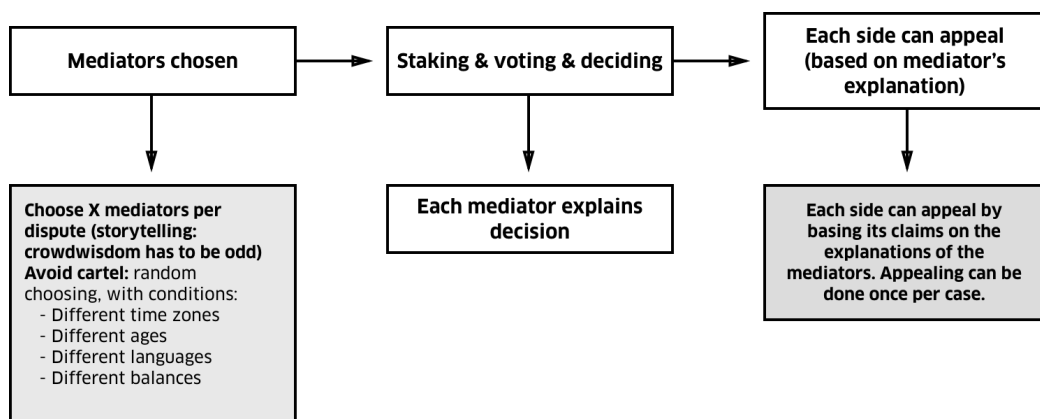 Mediators chosen
Staking & voting & deciding
Each side can appeal
(based on mediator's
explanation)
Choose X mediators per
dispute (storytelling:
crowdwisdom has to be odd)
Avoid cartel: random
choosing, with conditions:
- Different time zones
- Different ages
- Different languages
- Different balances
Each mediator explains
decision
Each side can appeal by
basing its claims on the
explanations of the
mediators. Appealing can be
done once per case.